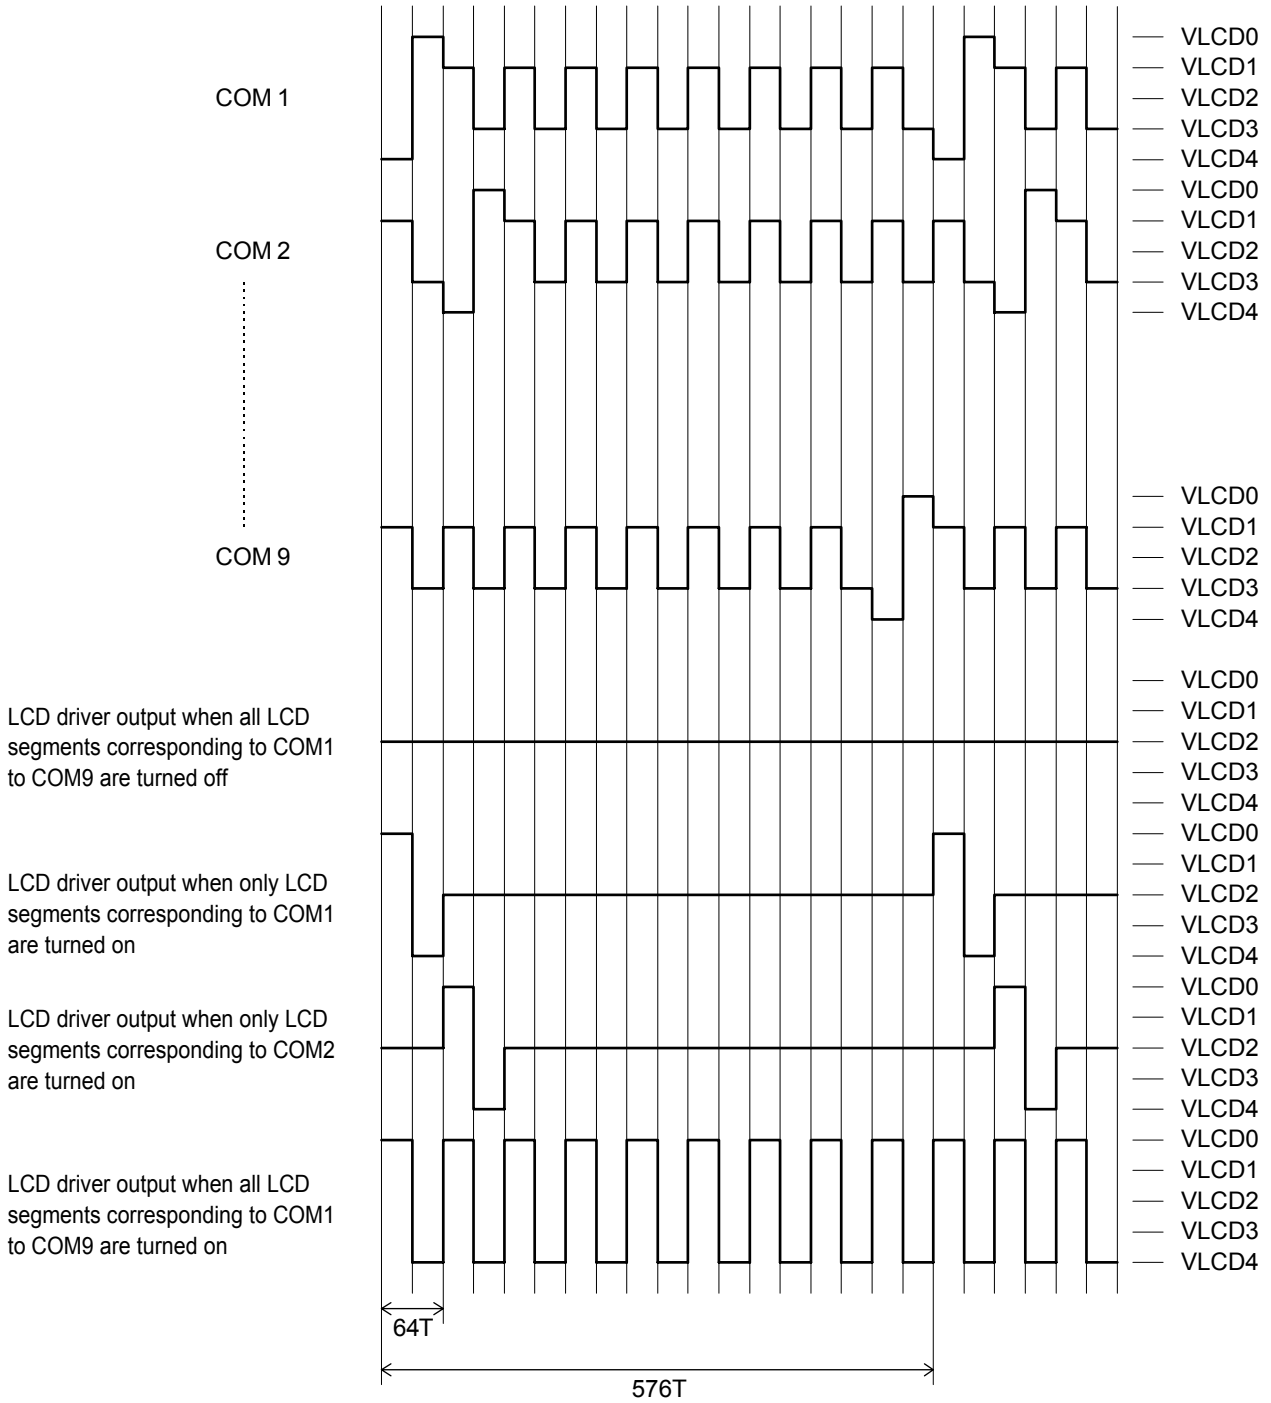 VLCD0
VLCD1
COM 1
VLCD2
VLCD3
VLCD4
VLCD0
VLCD1
COM 2
VLCD2
VLCD3
VLCD4
VLCD0
VLCD1
COM 9
VLCD2
VLCD3
VLCD4
LCD driver output when all LCD
segments corresponding to COM1
to COM9 are turned off
VLCD0
VLCD1
VLCD2
VLCD3
VLCD4
LCD driver output when only LCD
segments corresponding to COM1
are turned on
VLCD0
VLCD1
VLCD2
VLCD3
VLCD4
LCD driver output when only LCD
segments corresponding to COM2
are turned on
VLCD0
VLCD1
VLCD2
VLCD3
VLCD4
LCD driver output when all LCD
segments corresponding to COM1
to COM9 are turned on
VLCD0
VLCD1
VLCD2
VLCD3
VLCD4
64T
576T